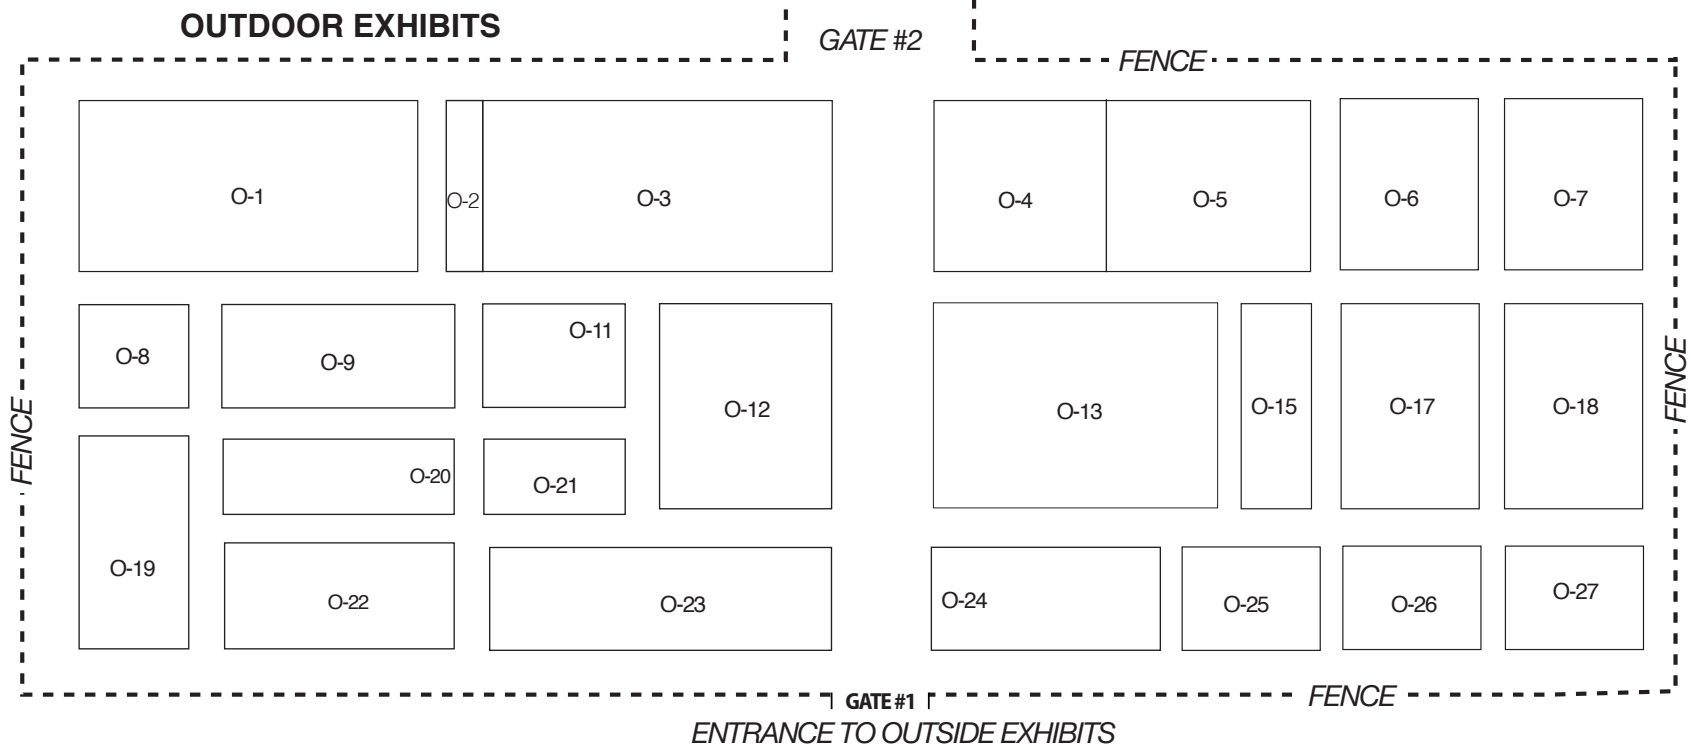 OUTDOOR EXHIBITS
GATE #2
FENCE
O-1
O-2
O-3
O-4
O-5
O-6
O-7
O-8
O-9
O-11
O-12
O-13
O-15
O-17
O-18
FENCE
FENCE
O-20
O-21
O-19
O-22
O-23
O-24
O-25
O-26
O-27
GATE #1
FENCE
ENTRANCE TO OUTSIDE EXHIBITS